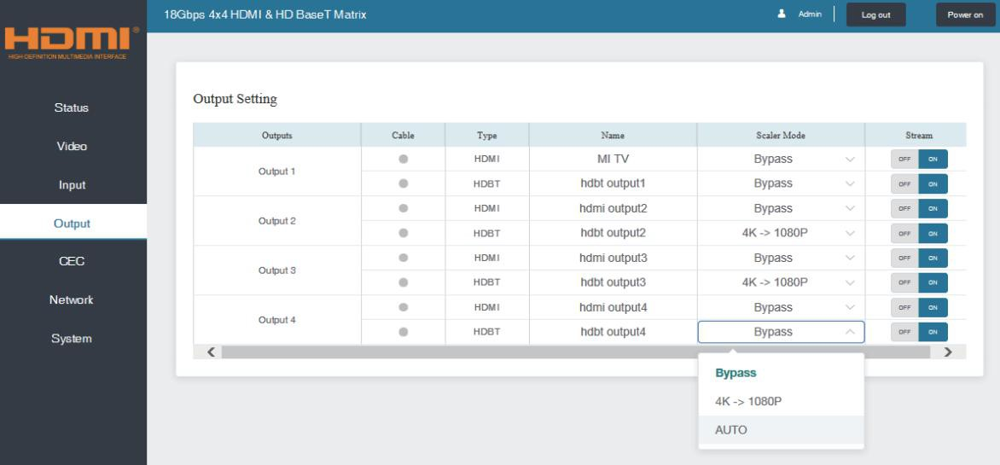 18Gbps 4x4 HDMI & HD BaseT Matrix
Admin
Log out
Power on
HDMI®
HIGH DEFINITION MULTIMEDIA INTERFACE
Status
Video
Input
Output
CEC
Network
System
Output Setting
Outputs Cable Type Name Scaler Mode Stream
Output 1
HDMI MI TV Bypass OFF ON
HDBT hdbt output1 Bypass OFF ON
Output 2
HDMI hdmi output2 Bypass OFF ON
HDBT hdbt output2 4K -> 1080P OFF ON
Output 3
HDMI hdmi output3 Bypass OFF ON
HDBT hdbt output3 4K -> 1080P OFF ON
Output 4
HDMI hdmi output4 Bypass OFF ON
HDBT hdbt output4 Bypass OFF ON
Bypass
4K -> 1080P
AUTO